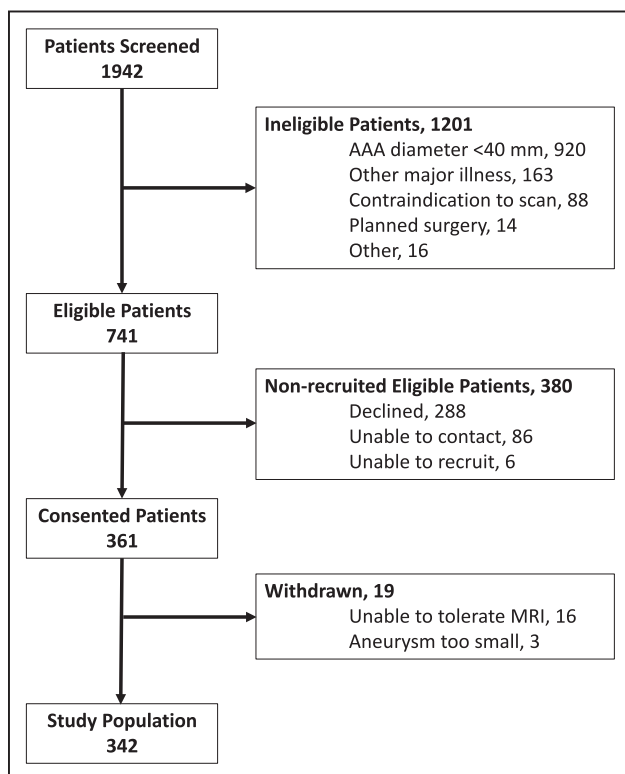 Patients Screened
1942
Ineligible Patients, 1201
AAA diameter <40 mm, 920
Other major illness, 163
Contraindication to scan, 88
Planned surgery, 14
Other, 16
Eligible Patients
741
Non-recruited Eligible Patients, 380
Declined, 288
Unable to contact, 86
Unable to recruit, 6
Consented Patients
361
Withdrawn, 19
Unable to tolerate MRI, 16
Aneurysm too small, 3
Study Population
342